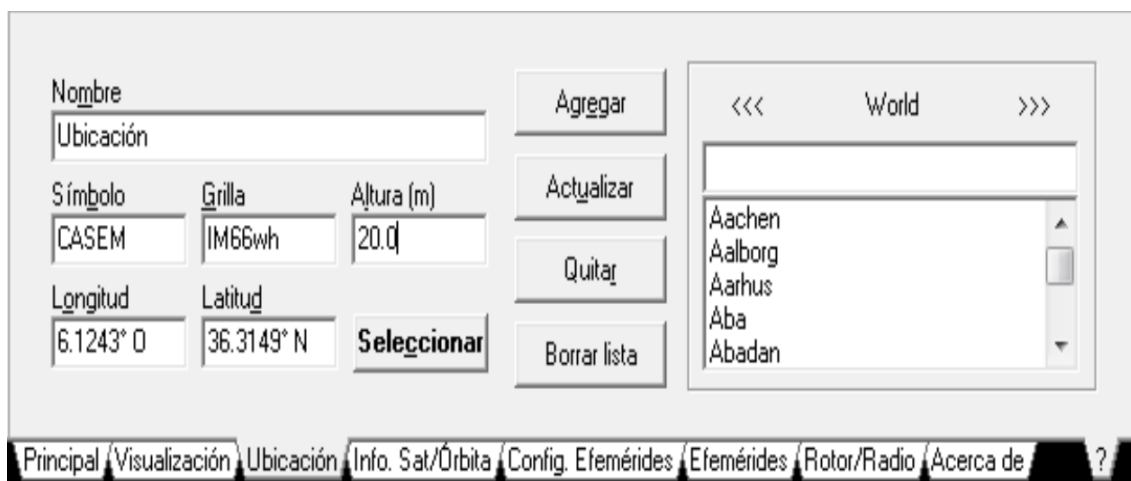 Nombre
Ubicación
Símbolo Grilla Altura (m)
CASEM IM66wh 20.0
Longitud Latitud
6.1243° O 36.3149° N Seleccionar
Agregar
Actualizar
Quitar
Borrar lista
<<< World >>>
Aachen
Aalborg
Aarhus
Aba
Abadan
Principal Visualización Ubicación Info. Sat/Órbita Config. Efemérides Efemérides Rotor/Radio Acerca de ?